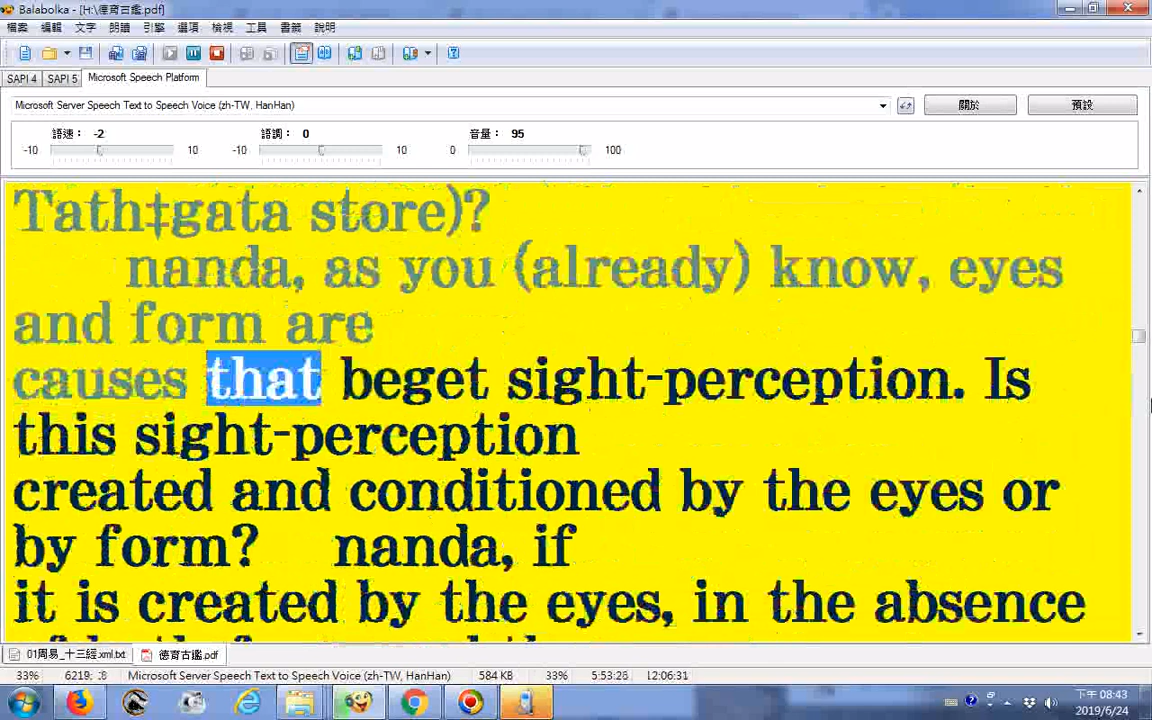 Balabolka - [H:\德育古鑑.pdf]
檔案 編輯 文字 朗讀 引擎 選項 檢視 工具 書籤 說明
SAPI 4 SAPI 5 Microsoft Speech Platform
Microsoft Server Speech Text to Speech Voice (zh-TW, HanHan) 關於 預設
語速： -2 語調： 0 音量： 95
-10 10 -10 10 0 100
Tath‡gata store)?
nanda, as you (already) know, eyes
and form are
causes that beget sight-perception. Is
this sight-perception
created and conditioned by the eyes or
by form? nanda, if
it is created by the eyes, in the absence
01周易_十三經.xml.txt 德育古鑑.pdf
33% 6219: :8 Microsoft Server Speech Text to Speech Voice (zh-TW, HanHan) 584 KB 33% 5:53:28 12:06:31
下午 08:43
2019/6/24